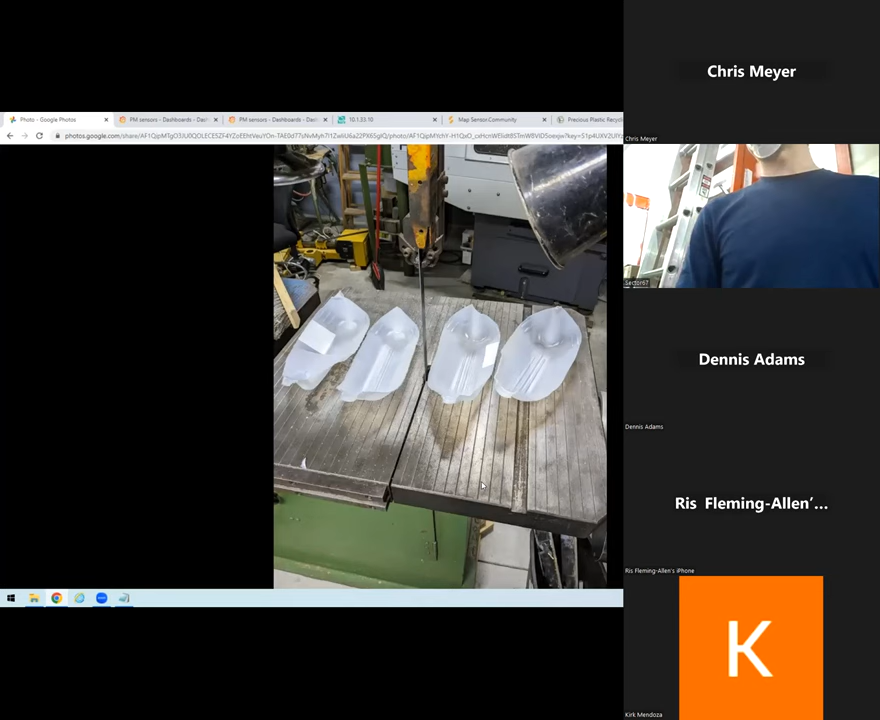 Photo - Google Photos
PM sensors - Dashboards - Dash
PM sensors - Dashboards - Dash
10.1.33.10
Map Sensor.Community
Precious Plastic Recycli
Chris Meyer
Chris Meyer
Sector67
Dennis Adams
Dennis Adams
Ris Fleming-Allen'...
Ris Fleming-Allen's iPhone
K
Kirk Mendoza